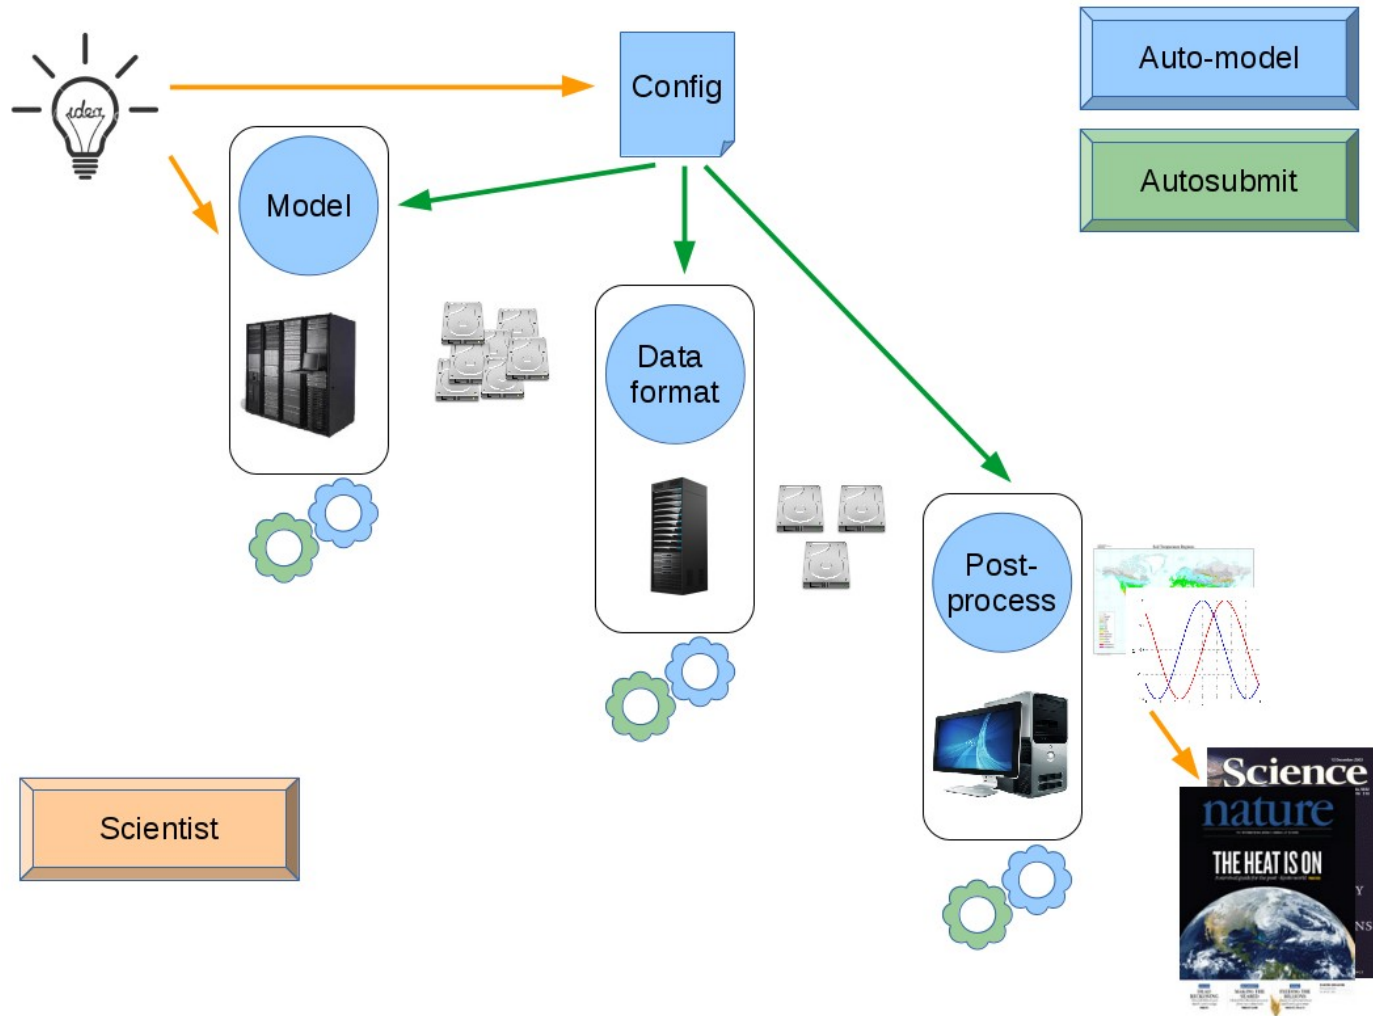 idea
Config
Auto-model
Autosubmit
Model
Data
format
Post-
process
Scientist
Science
nature
THE HEAT IS ON